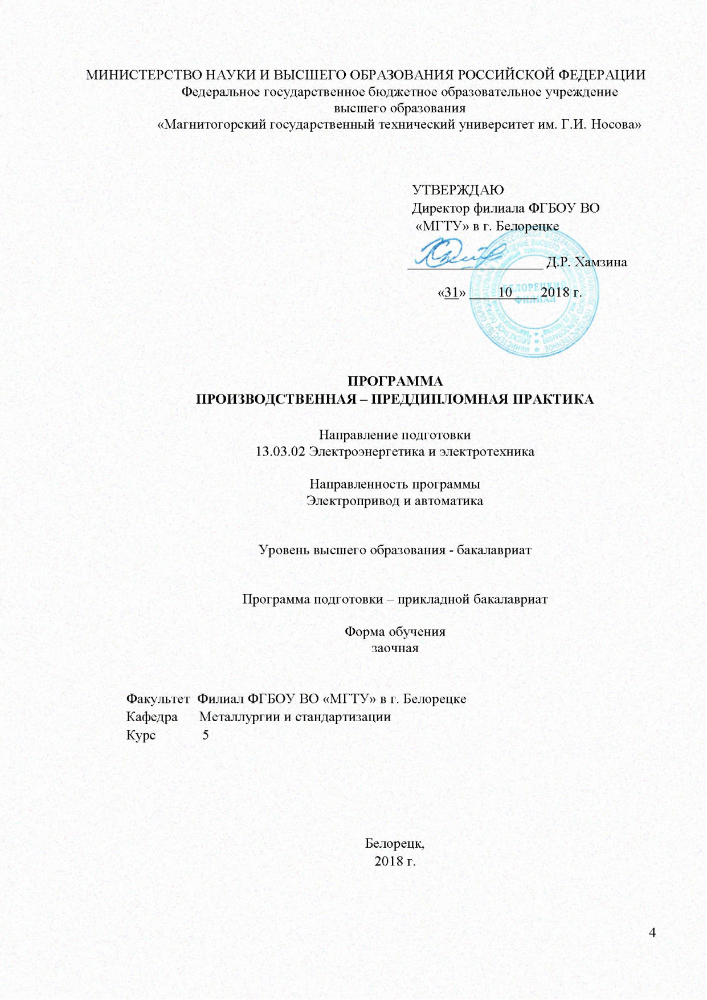 МИНИСТЕРСТВО НАУКИ И ВЫСШЕГО ОБРАЗОВАНИЯ РОССИЙСКОЙ ФЕДЕРАЦИИ
Федеральное государственное бюджетное образовательное учреждение
высшего образования
«Магнитогорский государственный технический университет им. Г.И. Носова»
УТВЕРЖДАЮ
Директор филиала ФГБОУ ВО
«МГТУ» в г. Белорецке
Д.Р. Хамзина
«31» 10 2018 г.
БЕЛОРЕЦКИЙ
ФИЛИАЛ
ПРОГРАММА
ПРОИЗВОДСТВЕННАЯ – ПРЕДДИПЛОМНАЯ ПРАКТИКА
Направление подготовки
13.03.02 Электроэнергетика и электротехника
Направленность программы
Электропривод и автоматика
Уровень высшего образования - бакалавриат
Программа подготовки – прикладной бакалавриат
Форма обучения
заочная
Факультет Филиал ФГБОУ ВО «МГТУ» в г. Белорецке
Кафедра Металлургии и стандартизации
Курс 5
Белорецк,
2018 г.
4